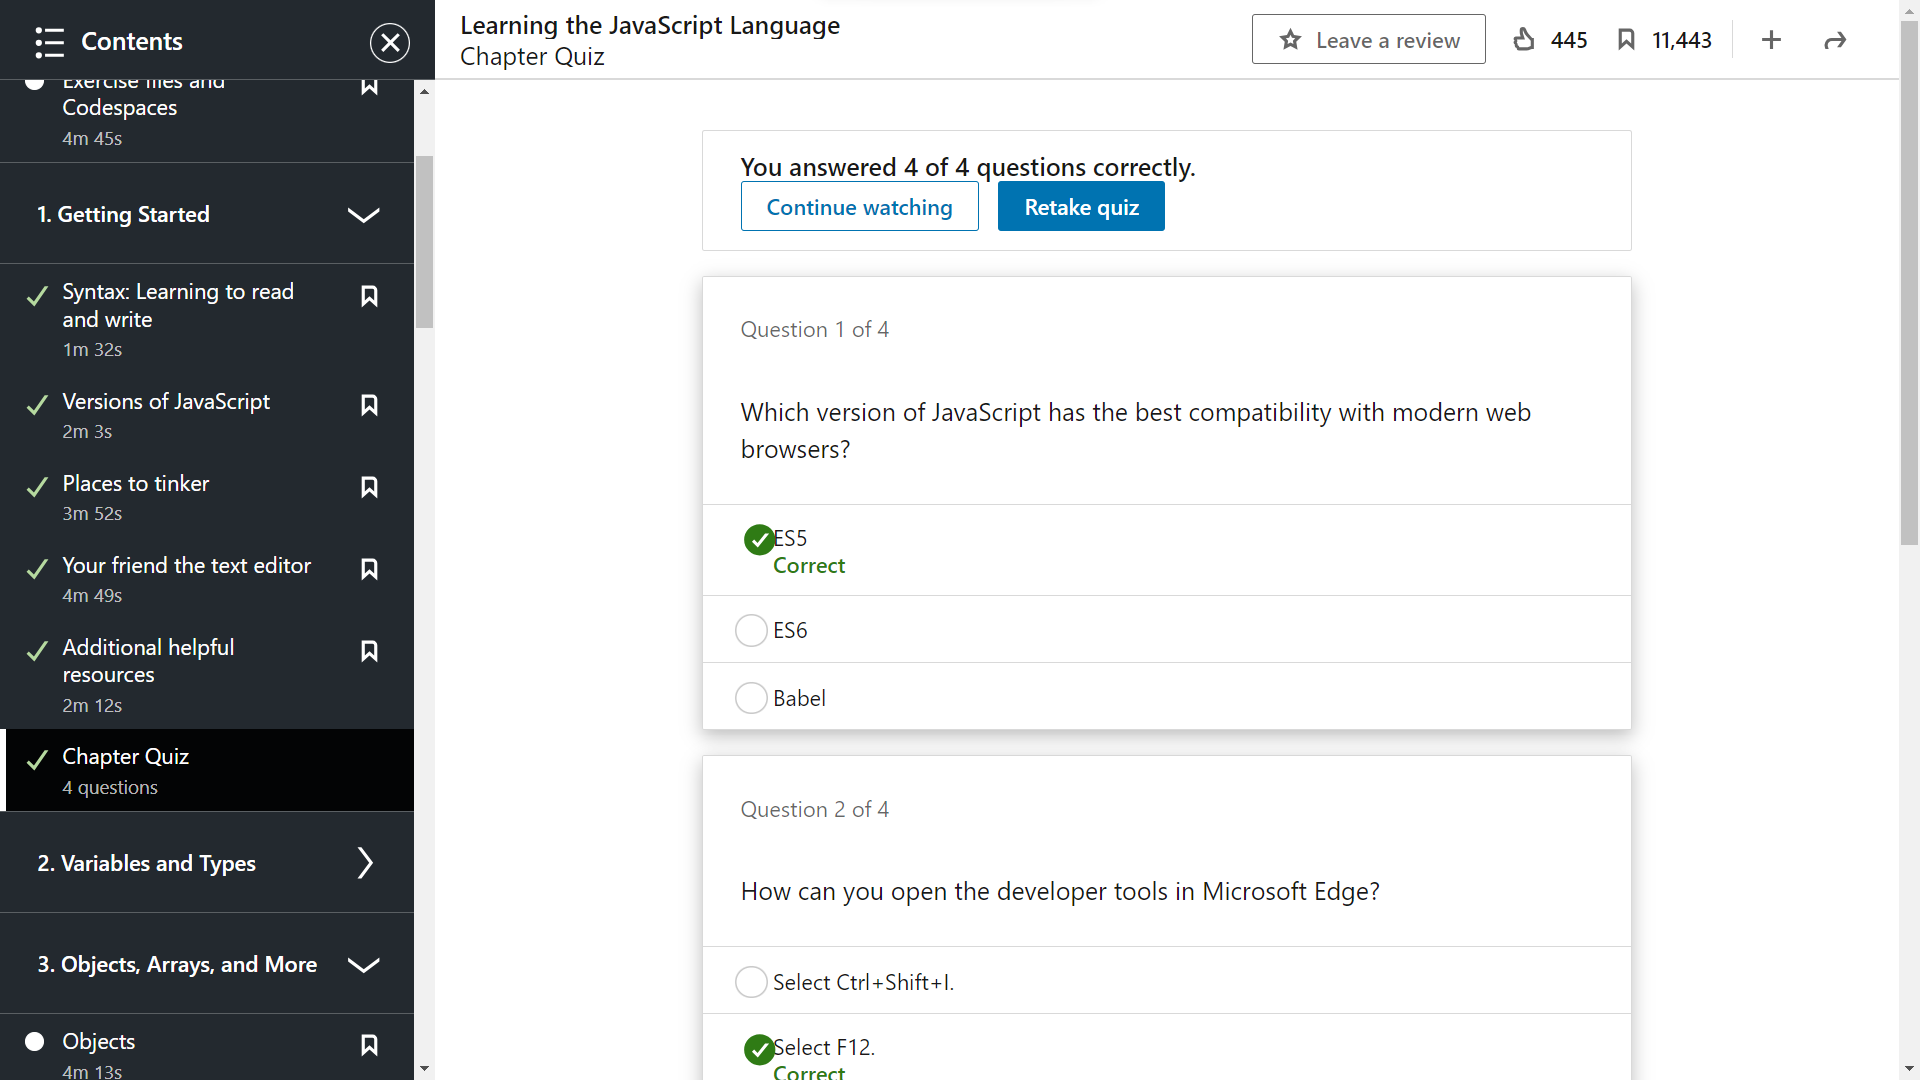 Contents
Exercise files and
Codespaces
4m 45s
1. Getting Started
Syntax: Learning to read
and write
1m 32s
Versions of JavaScript
2m 3s
Places to tinker
3m 52s
Your friend the text editor
4m 49s
Additional helpful
resources
2m 12s
Chapter Quiz
4 questions
2. Variables and Types
3. Objects, Arrays, and More
Objects
4m 13s
Learning the JavaScript Language
Chapter Quiz
Leave a review
445
11,443
You answered 4 of 4 questions correctly.
Continue watching
Retake quiz
Question 1 of 4
Which version of JavaScript has the best compatibility with modern web
browsers?
ES5
Correct
ES6
Babel
Question 2 of 4
How can you open the developer tools in Microsoft Edge?
Select Ctrl+Shift+I.
Select F12.
Correct